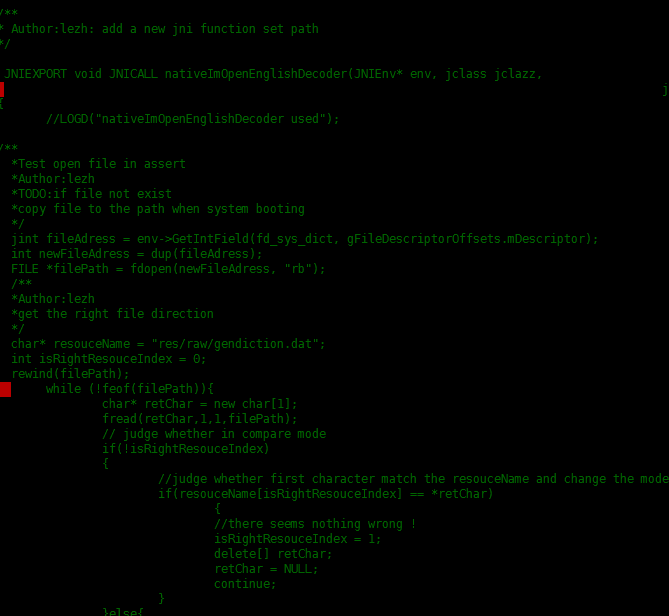 /**
* Author:lezh: add a new jni function set path
*/
JNIEXPORT void JNICALL nativeImOpenEnglishDecoder(JNIEnv* env, jclass jclazz,
j
{
//LOGD("nativeImOpenEnglishDecoder used");
/**
*Test open file in assert
*Author:lezh
*TODO:if file not exist
*copy file to the path when system booting
*/
jint fileAdress = env->GetIntField(fd_sys_dict, gFileDescriptorOffsets.mDescriptor);
int newFileAdress = dup(fileAdress);
FILE *filePath = fdopen(newFileAdress, "rb");
/**
*Author:lezh
*get the right file direction
*/
char* resouceName = "res/raw/gendiction.dat";
int isRightResouceIndex = 0;
rewind(filePath);
while (!feof(filePath)){
char* retChar = new char[1];
fread(retChar,1,1,filePath);
// judge whether in compare mode
if(!isRightResouceIndex)
{
//judge whether first character match the resouceName and change the mode
if(resouceName[isRightResouceIndex] == *retChar)
{
//there seems nothing wrong !
isRightResouceIndex = 1;
delete[] retChar;
retChar = NULL;
continue;
}
}else{